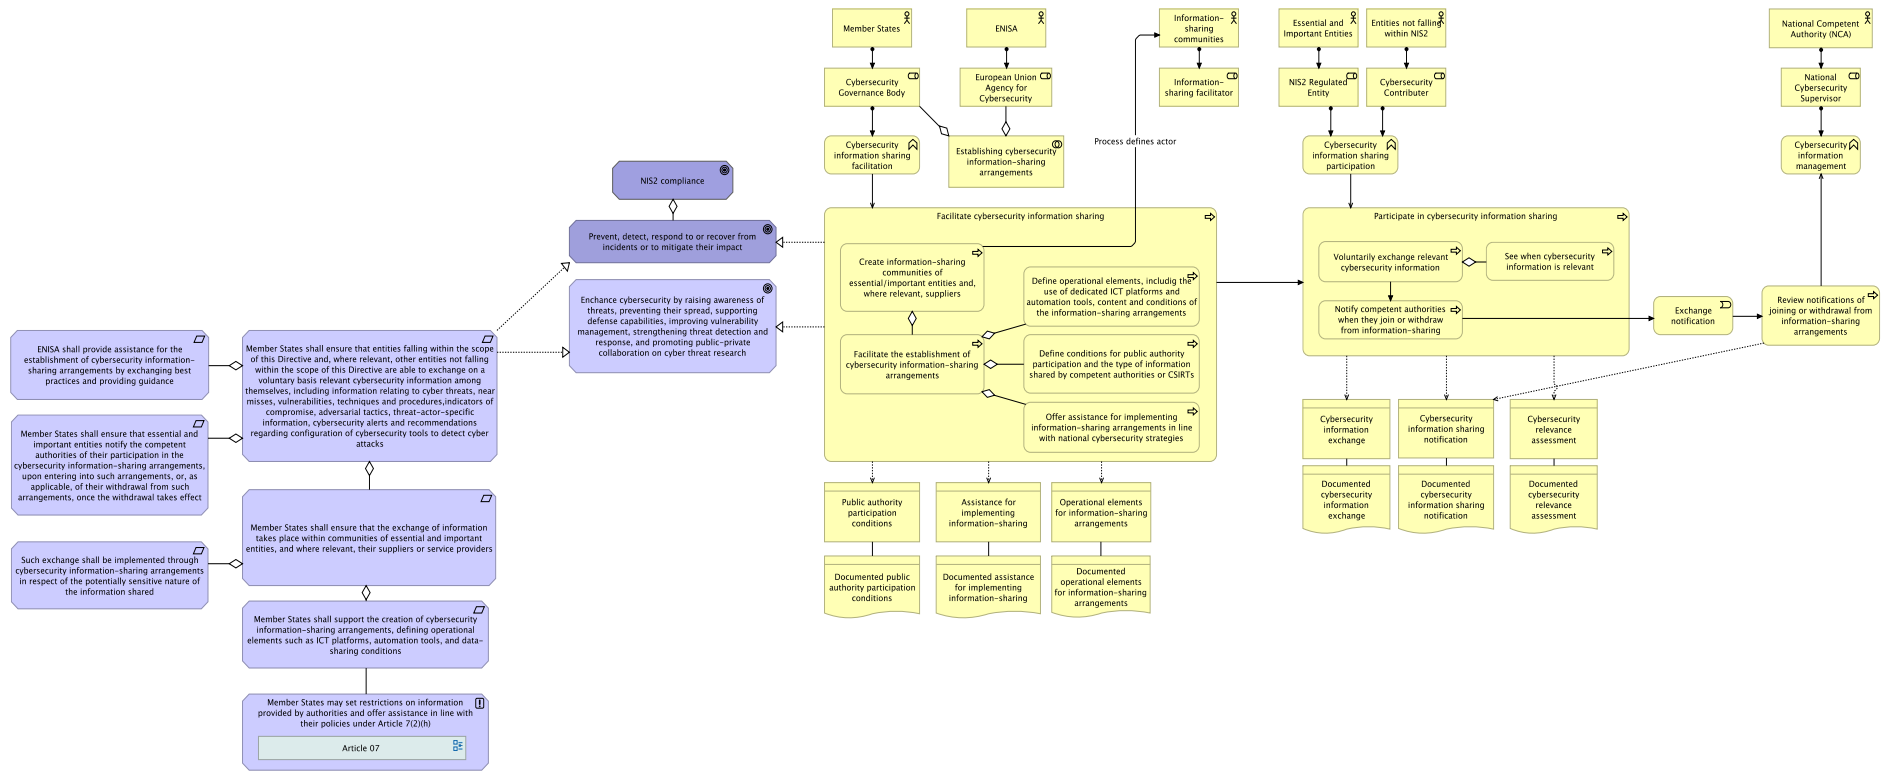 Member States
ENISA
Information-
sharing
communities
Essential and
Important Entities
Entities not falling
within NIS2
National Competent
Authority (NCA)
Cybersecurity
Governance Body
European Union
Agency for
Cybersecurity
Information-
sharing facilitator
NIS2 Regulated
Entity
Cybersecurity
Contributer
National
Cybersecurity
Supervisor
Process defines actor
Cybersecurity
information sharing
facilitation
Establishing cybersecurity
information-sharing
arrangements
Cybersecurity
information sharing
participation
Cybersecurity
information
management
NIS2 compliance
Prevent, detect, respond to or recover from
incidents or to mitigate their impact
Enchance cybersecurity by raising awareness of
threats, preventing their spread, supporting
defense capabilities, improving vulnerability
management, strengthening threat detection and
response, and promoting public-private
collaboration on cyber threat research
Facilitate cybersecurity information sharing
Create information-sharing
communities of
essential/important entities and,
where relevant, suppliers
Define operational elements, includig the
use of dedicated ICT platforms and
automation tools, content and conditions of
the information-sharing arrangements
Facilitate the establishment of
cybersecurity information-sharing
arrangements
Define conditions for public authority
participation and the type of information
shared by competent authorities or CSIRTs
Offer assistance for implementing
information-sharing arrangements in line
with national cybersecurity strategies
Participate in cybersecurity information sharing
Voluntarily exchange relevant
cybersecurity information
See when cybersecurity
information is relevant
Notify competent authorities
when they join or withdraw
from information-sharing
Exchange
notification
Review notifications of
joining or withdrawal from
information-sharing
arrangements
ENISA shall provide assistance for the
establishment of cybersecurity information-
sharing arrangements by exchanging best
practices and providing guidance
Member States shall ensure that entities falling within the scope
of this Directive and, where relevant, other entities not falling
within the scope of this Directive are able to exchange on a
voluntary basis relevant cybersecurity information among
themselves, including information relating to cyber threats, near
misses, vulnerabilities, techniques and procedures,indicators of
compromise, adversarial tactics, threat-actor-specific
information, cybersecurity alerts and recommendations
regarding configuration of cybersecurity tools to detect cyber
attacks
Member States shall ensure that essential and
important entities notify the competent
authorities of their participation in the
cybersecurity information-sharing arrangements,
upon entering into such arrangements, or, as
applicable, of their withdrawal from such
arrangements, once the withdrawal takes effect
Member States shall ensure that the exchange of information
takes place within communities of essential and important
entities, and where relevant, their suppliers or service providers
Such exchange shall be implemented through
cybersecurity information-sharing arrangements
in respect of the potentially sensitive nature of
the information shared
Member States shall support the creation of cybersecurity
information-sharing arrangements, defining operational
elements such as ICT platforms, automation tools, and data-
sharing conditions
Member States may set restrictions on information
provided by authorities and offer assistance in line with
their policies under Article 7(2)(h)
Article 07
Public authority
participation
conditions
Assistance for
implementing
information-sharing
Operational elements
for information-sharing
arrangements
Documented public
authority participation
conditions
Documented assistance
for implementing
information-sharing
Documented
operational elements
for information-sharing
arrangements
Cybersecurity
information
exchange
Cybersecurity
information sharing
notification
Cybersecurity
relevance
assessment
Documented
cybersecurity
information
exchange
Documented
cybersecurity
information sharing
notification
Documented
cybersecurity
relevance
assessment